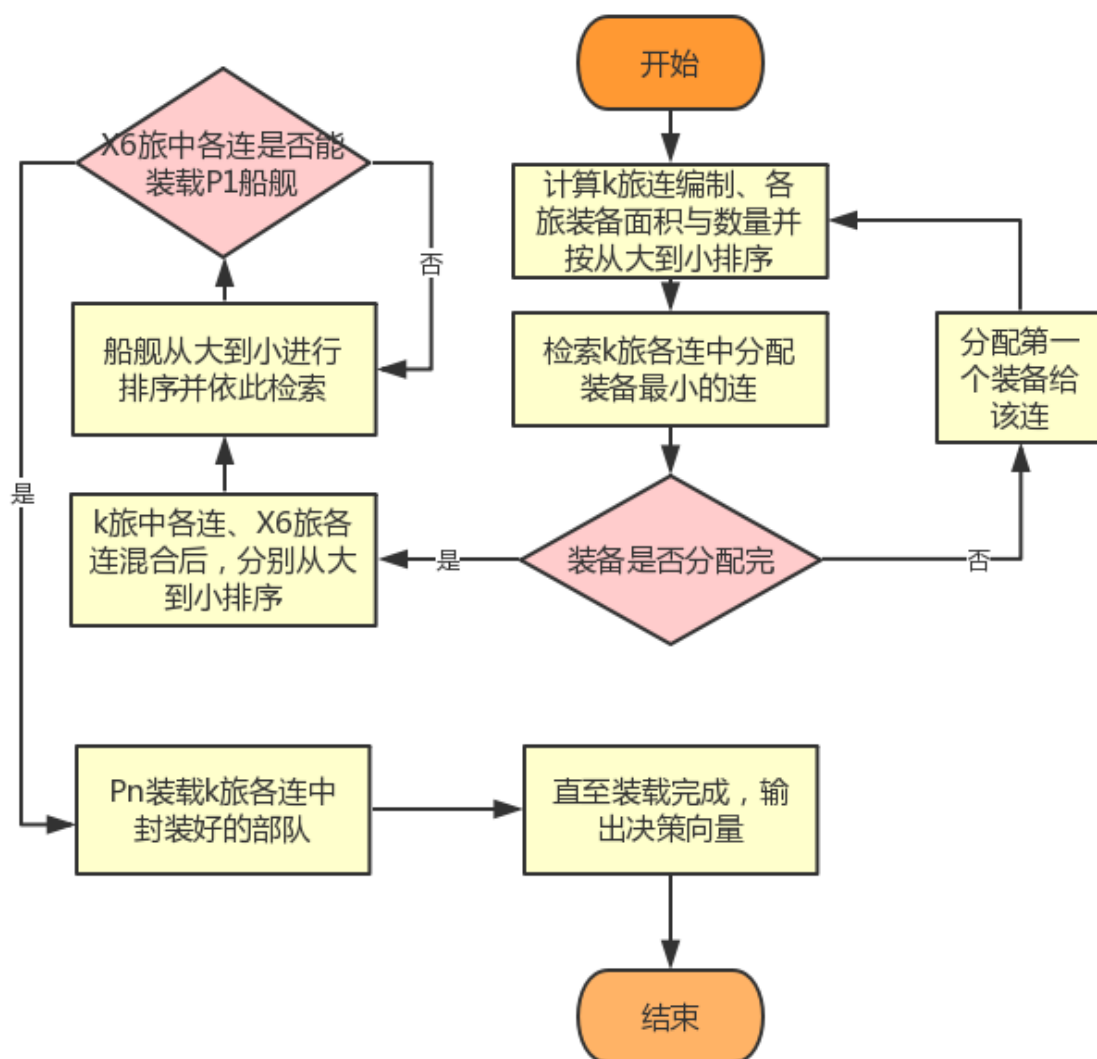 开始
计算k旅连编制、各
旅装备面积与数量并
按从大到小排序
检索k旅各连中分配
装备最小的连
装备是否分配完
否
分配第一
个装备给
该连
是
k旅中各连、X6旅各
连混合后，分别从大
到小排序
船舰从大到小进行
排序并依此检索
X6旅中各连是否能
装载P1船舰
否
是
Pn装载k旅各连中
封装好的部队
直至装载完成，输
出决策向量
结束